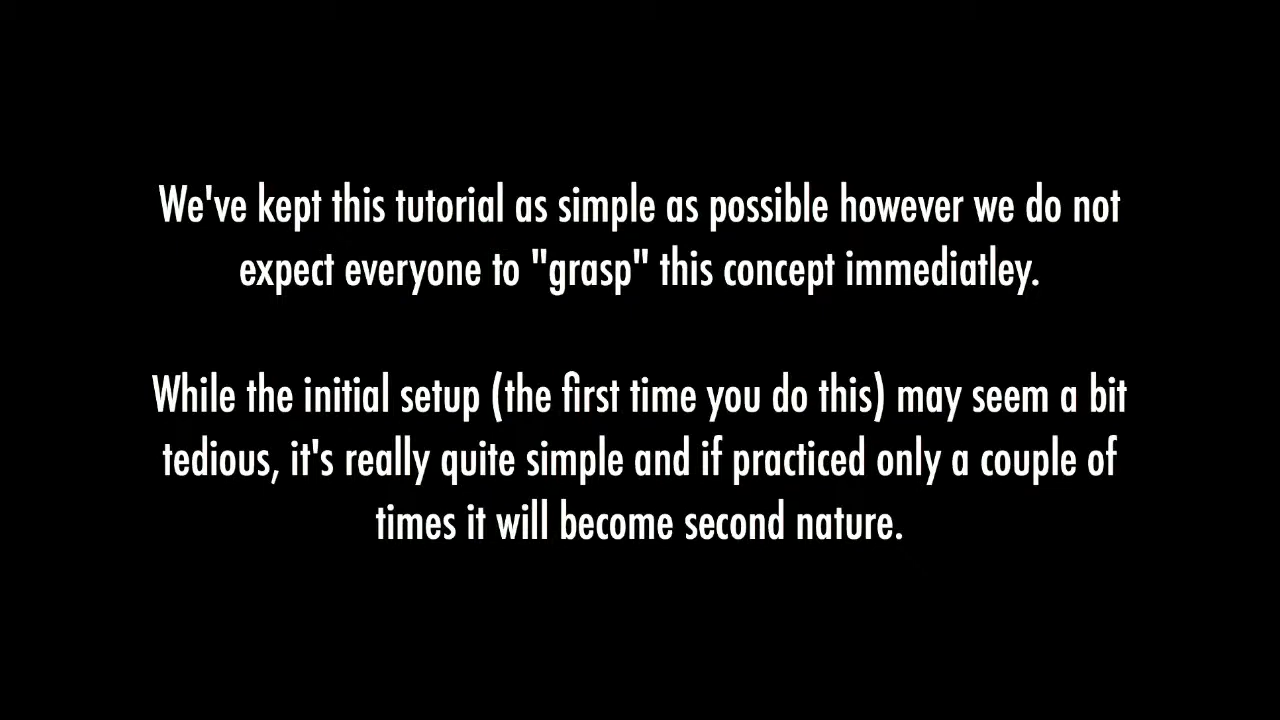 We've kept this tutorial as simple as possible however we do not
expect everyone to "grasp" this concept immediatley.
While the initial setup (the first time you do this) may seem a bit
tedious, it's really quite simple and if practiced only a couple of
times it will become second nature.